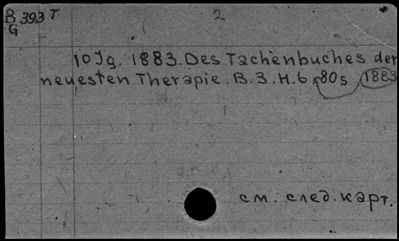 B 393 T 2
G
10 Jg. 1883. Des Tachenbuches der
neuesten Therapie. B. 3. H. 6 80s 1883
см. след. карт.